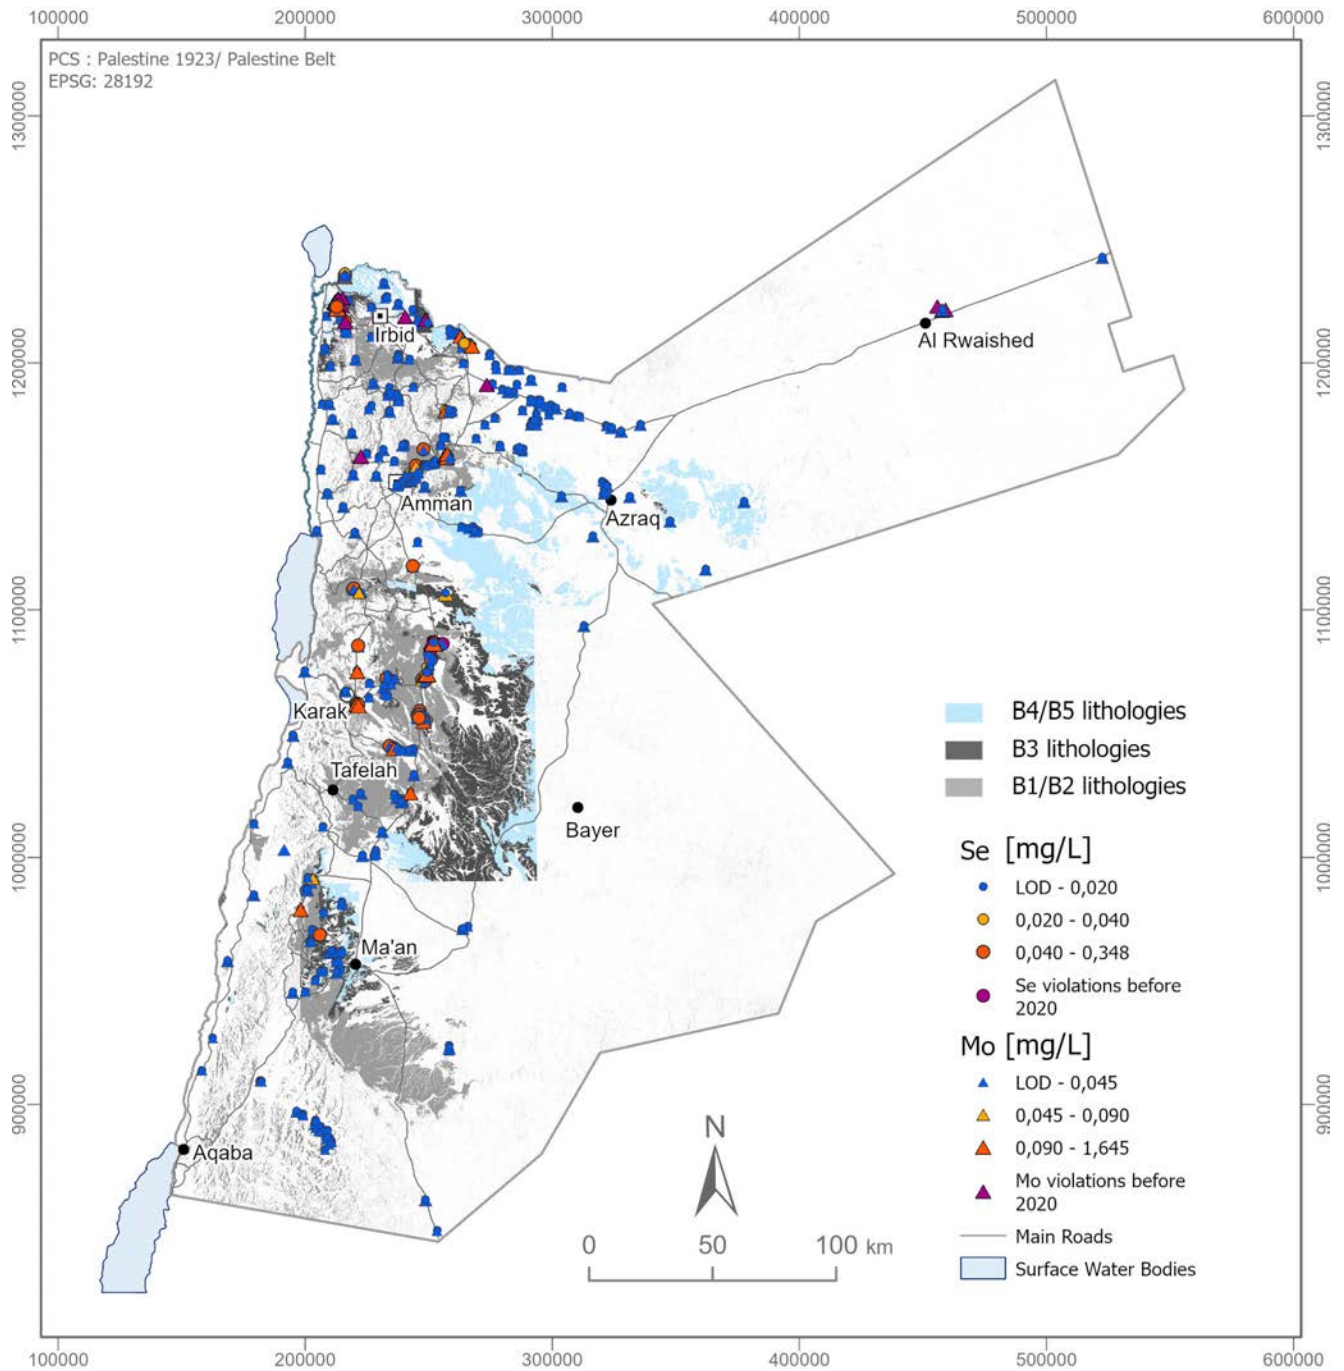 100000 200000 300000 400000 500000 600000
PCS : Palestine 1923/ Palestine Belt
EPSG: 28192
1300000 1300000
1200000 1200000
1100000 1100000
1000000 1000000
900000 900000
Irbid
Al Rwaished
Amman
Azraq
Karak
Tafelah
Bayer
Ma'an
Aqaba
B4/B5 lithologies
B3 lithologies
B1/B2 lithologies
Se [mg/L]
LOD - 0,020
0,020 - 0,040
0,040 - 0,348
Se violations before
2020
Mo [mg/L]
LOD - 0,045
0,045 - 0,090
0,090 - 1,645
Mo violations before
2020
Main Roads
Surface Water Bodies
N
0 50 100 km
100000 200000 300000 400000 500000 600000